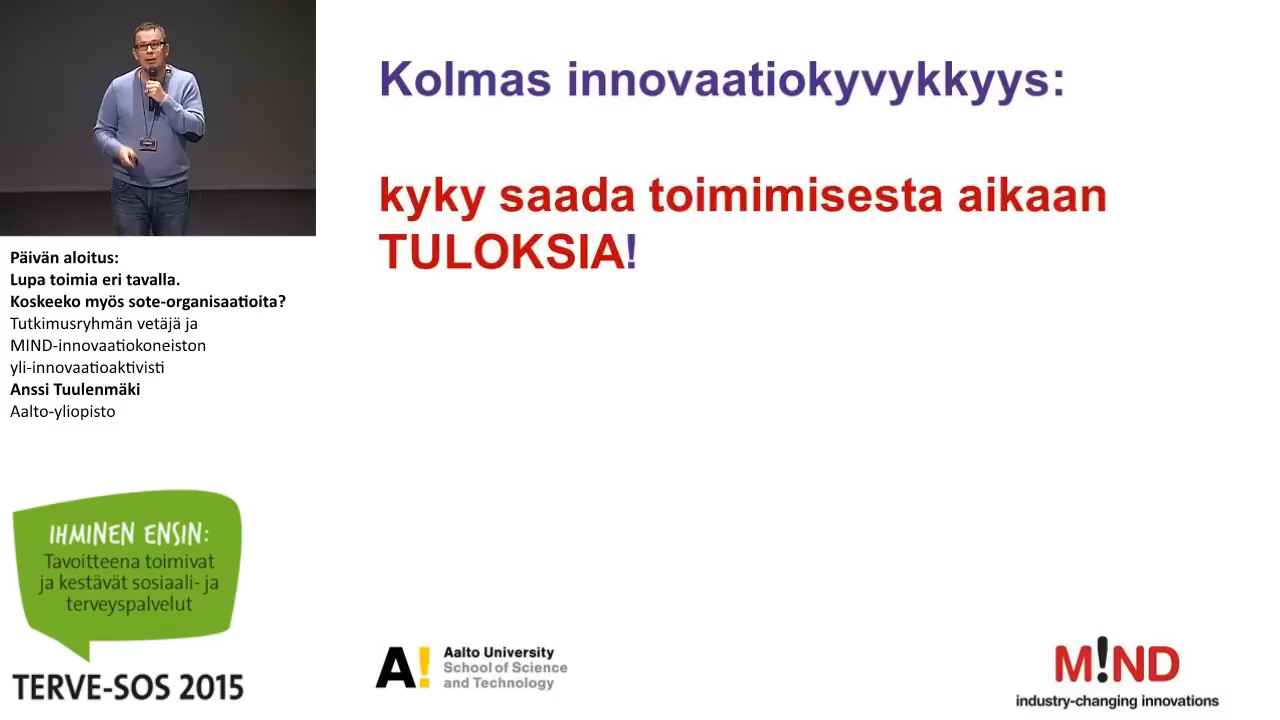 Kolmas innovaatiokyvykkyys:
kyky saada toimimisesta aikaan
TULOKSIA!
Päivän aloitus:
Lupa toimia eri tavalla.
Koskeeko myös sote-organisaatioita?
Tutkimusryhmän vetäjä ja
MIND-innovaatiokoneiston
yli-innovaatioaktivisti
Anssi Tuulenmäki
Aalto-yliopisto
IHMINEN ENSIN:
Tavoitteena toimivat
ja kestävät sosiaali- ja
terveyspalvelut
TERVE-SOS 2015
A!
Aalto University
School of Science
and Technology
M!ND
industry-changing innovations